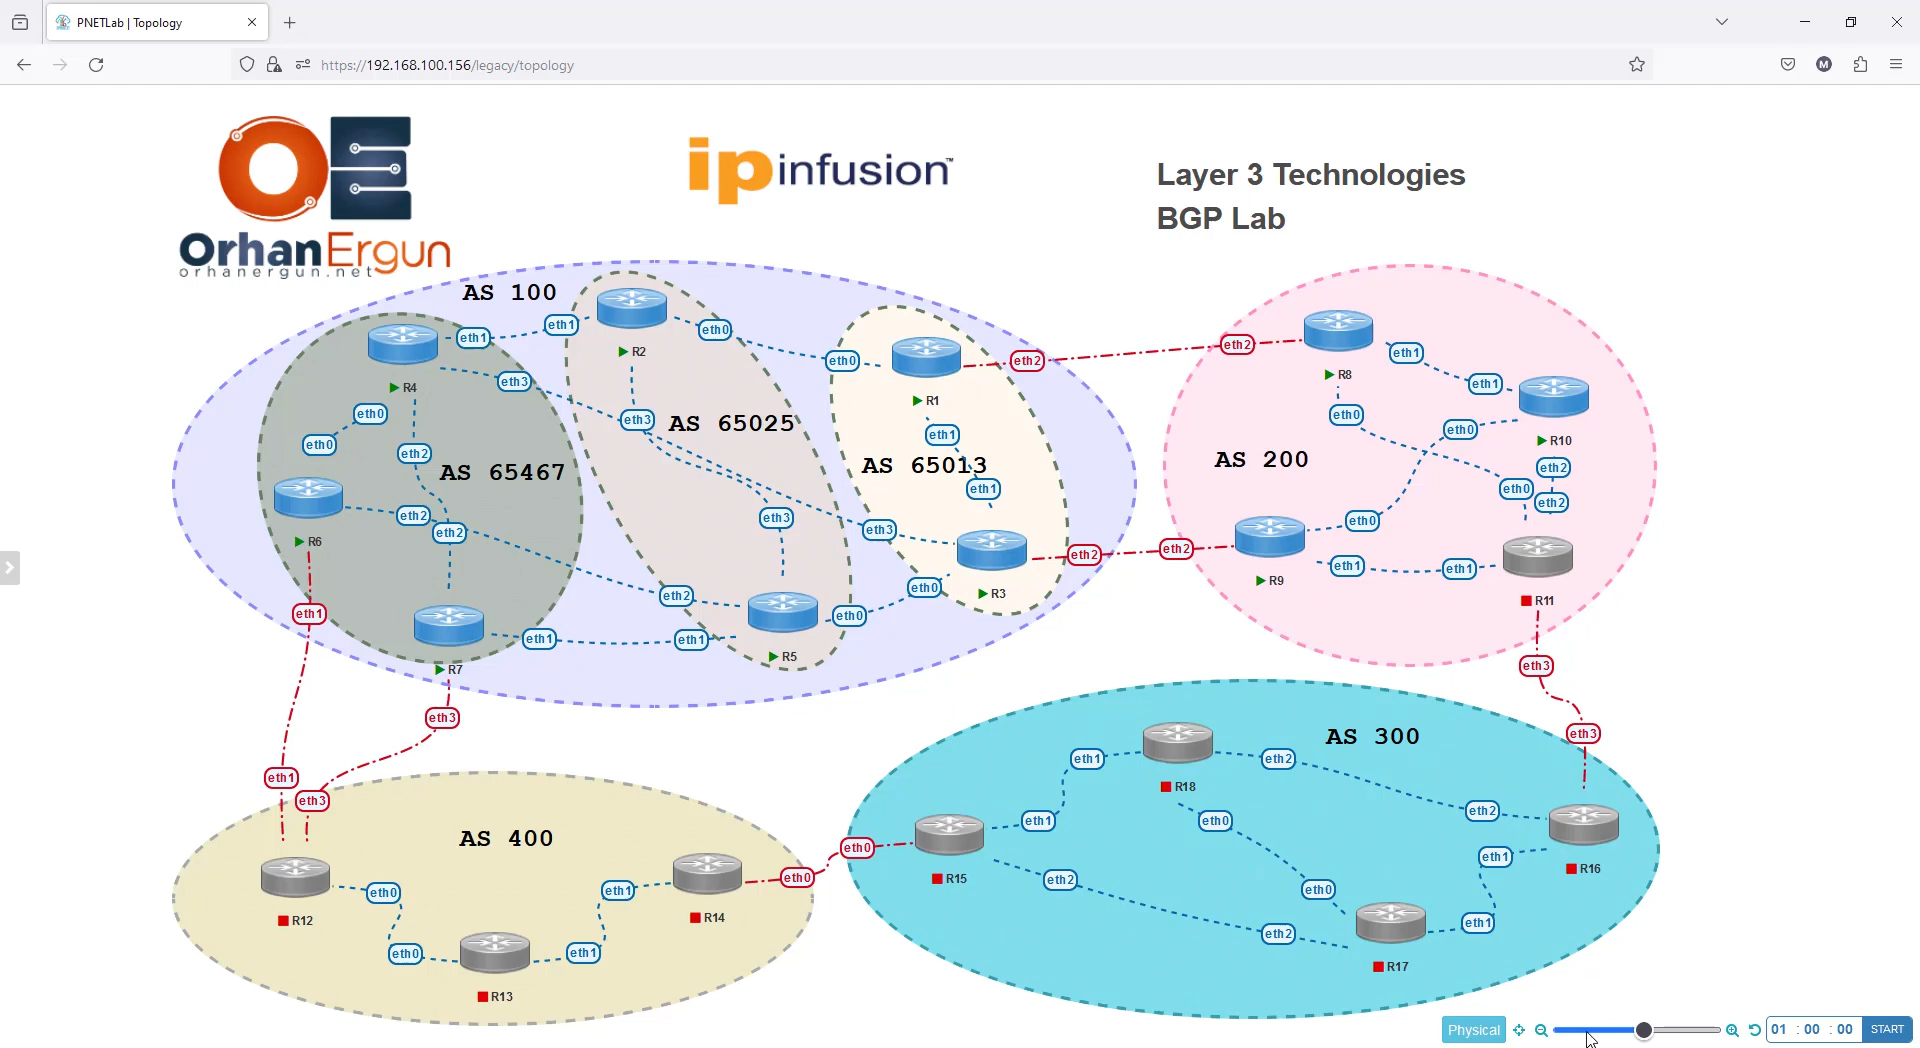 PNETLab | Topology
https://192.168.100.156/legacy/topology
M
OE
OrhanErgun
orhanergun.net
ip infusion™
Layer 3 Technologies
BGP Lab
AS 100
R2
eth1
eth1
eth0
R4
eth3
eth0
eth0
eth2
AS 65467
eth3
AS 65025
eth0
R1
eth2
eth1
AS 65013
eth1
R6
eth2
eth2
eth3
eth3
R3
eth2
eth1
R7
eth1
eth1
eth2
R5
eth0
eth0
eth2
R8
eth1
eth1
eth0
R10
eth0
eth2
AS 200
eth0
eth2
eth2
eth0
R9
eth1
eth1
R11
eth3
eth3
eth3
eth1
eth3
AS 400
R12
eth0
eth0
R13
eth1
eth1
R14
eth0
eth0
AS 300
R18
eth1
eth2
eth1
eth0
eth2
R15
eth2
R16
eth1
eth0
eth1
eth2
R17
Physical
01 : 00 : 00
START